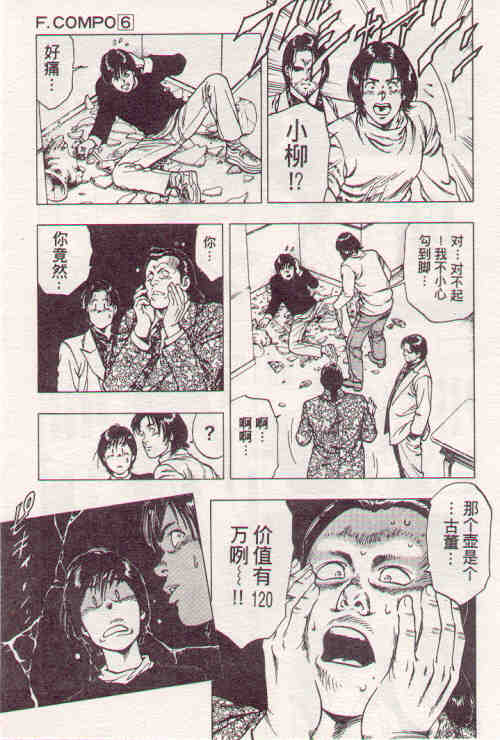 F.COMPO 6
小柳!?
好痛…
对…对不起
!我不小心
勾到脚…
啊…
啊啊…
你…
你竟然…
?
那个壶是个
…古董…
价值有120
万咧~!!